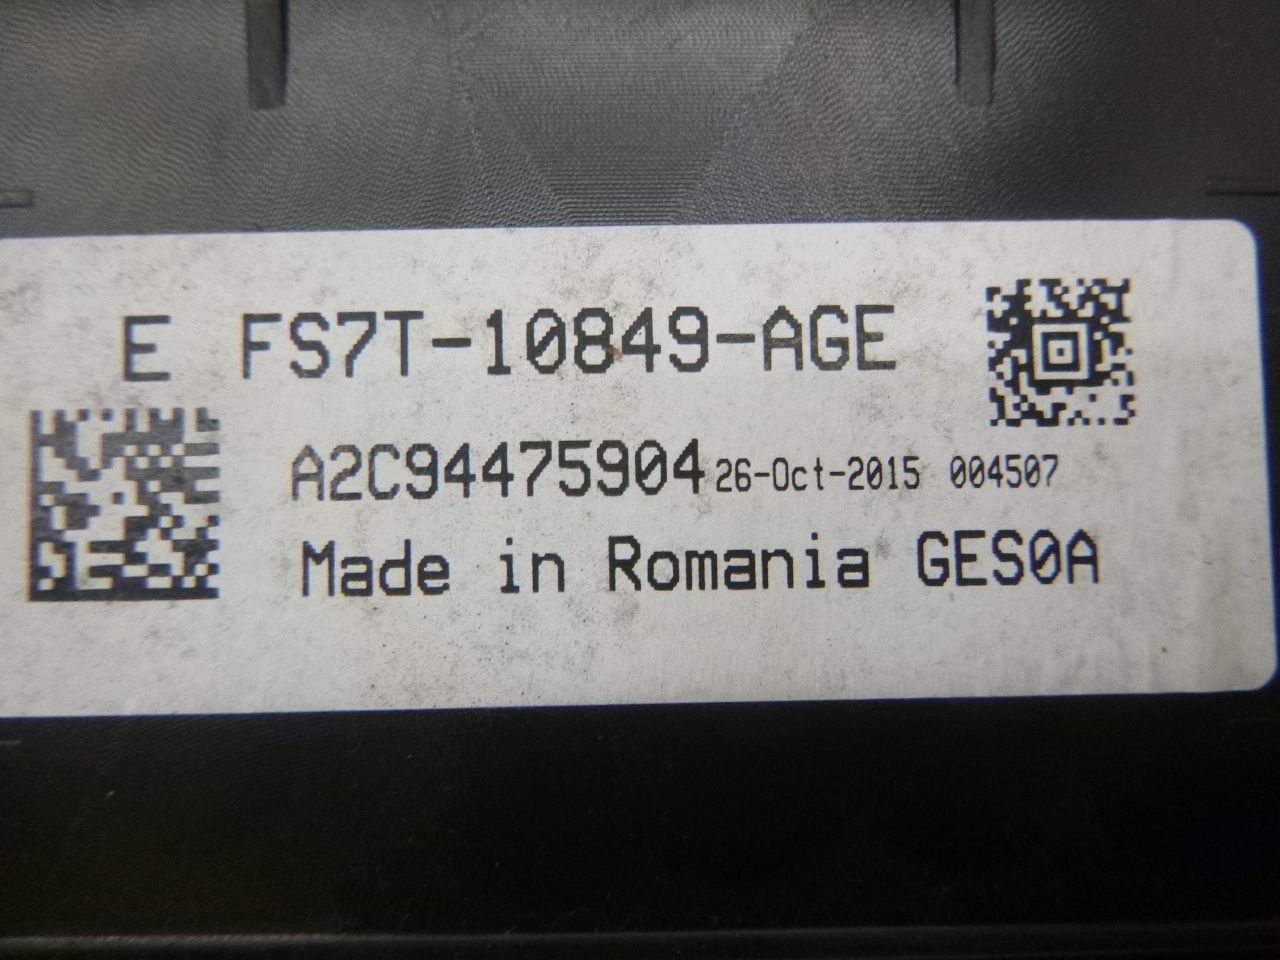 E FS7T-10849-AGE
A2C94475904 26-Oct-2015 004507
Made in Romania GES0A